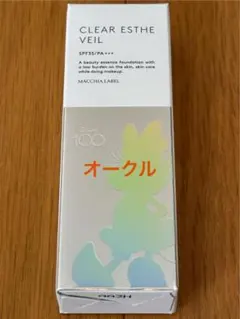 CLEAR ESTHE
VEIL
SPF35/PA+++
A beauty essence foundation with
a low burden on the skin, skin care
while doing makeup.
MACCHIA LABEL
100
オークル